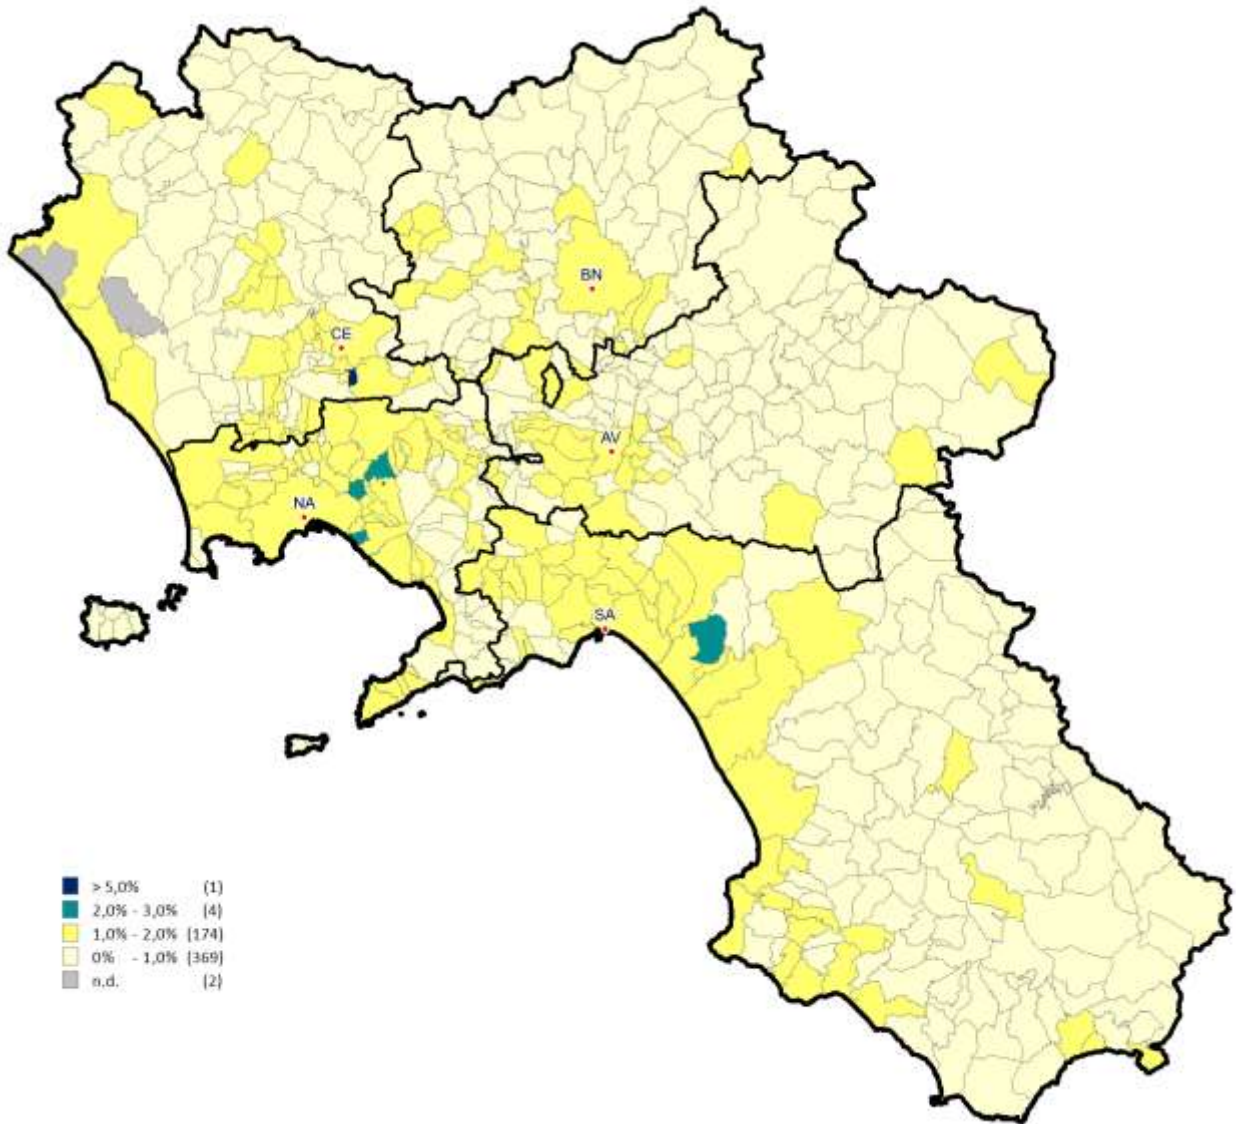 BN
CE
AV
NA
SA
> 5,0% (1)
2,0% - 3,0% (4)
1,0% - 2,0% (174)
0% - 1,0% (369)
n.d. (2)